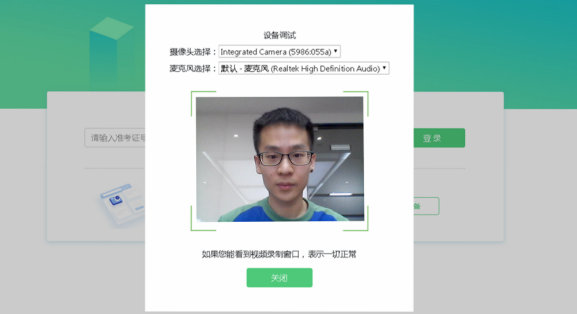 设备调试
摄像头选择：Integrated Camera (5986:055a)
麦克风选择：默认 - 麦克风 (Realtek High Definition Audio)
请输入准考证
登 录
如果您能看到视频录制窗口，表示一切正常
关闭